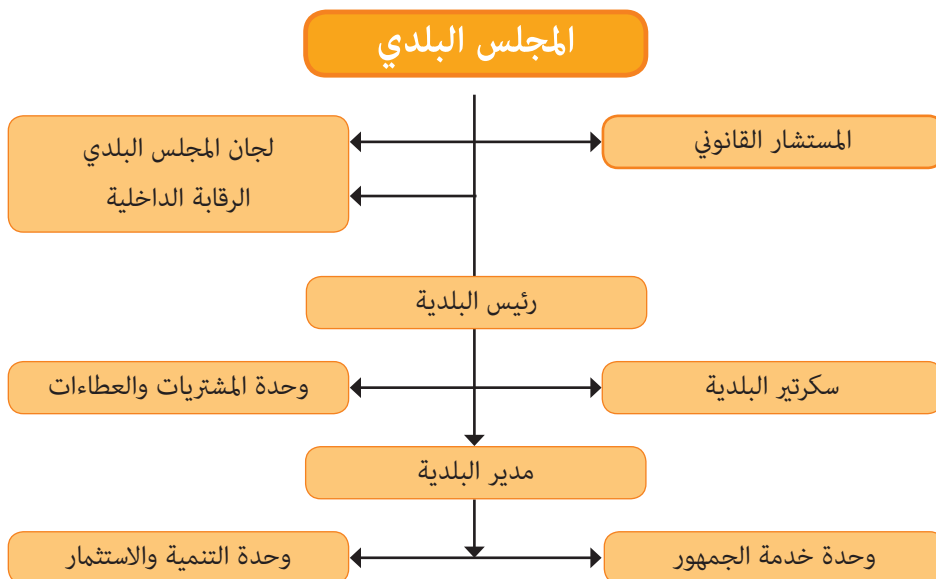 المجلس البلدي
المستشار القانوني
لجان المجلس البلدي
الرقابة الداخلية
رئيس البلدية
سكرتير البلدية
وحدة المشتريات والعطاءات
مدير البلدية
وحدة خدمة الجمهور
وحدة التنمية والاستثمار